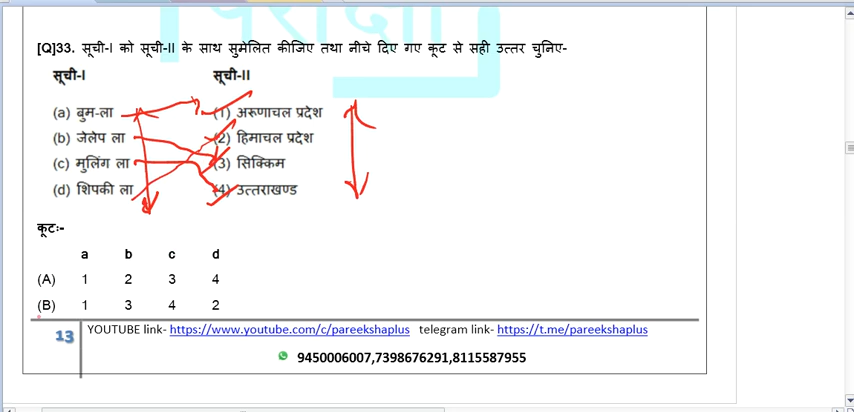 [Q]33. सूची-I को सूची-II के साथ सुमेलित कीजिए तथा नीचे दिए गए कूट से सही उत्तर चुनिए-
सूची-I सूची-II
(a) बुम-ला (1) अरूणाचल प्रदेश
(b) जेलेप ला (2) हिमाचल प्रदेश
(c) मुलिंग ला (3) सिक्किम
(d) शिपकी ला (4) उत्तराखण्ड
कूटः-
a b c d
(A) 1 2 3 4
(B) 1 3 4 2
13 YOUTUBE link- https://www.youtube.com/c/pareekshaplus telegram link- https://t.me/pareekshaplus
9450006007,7398676291,8115587955